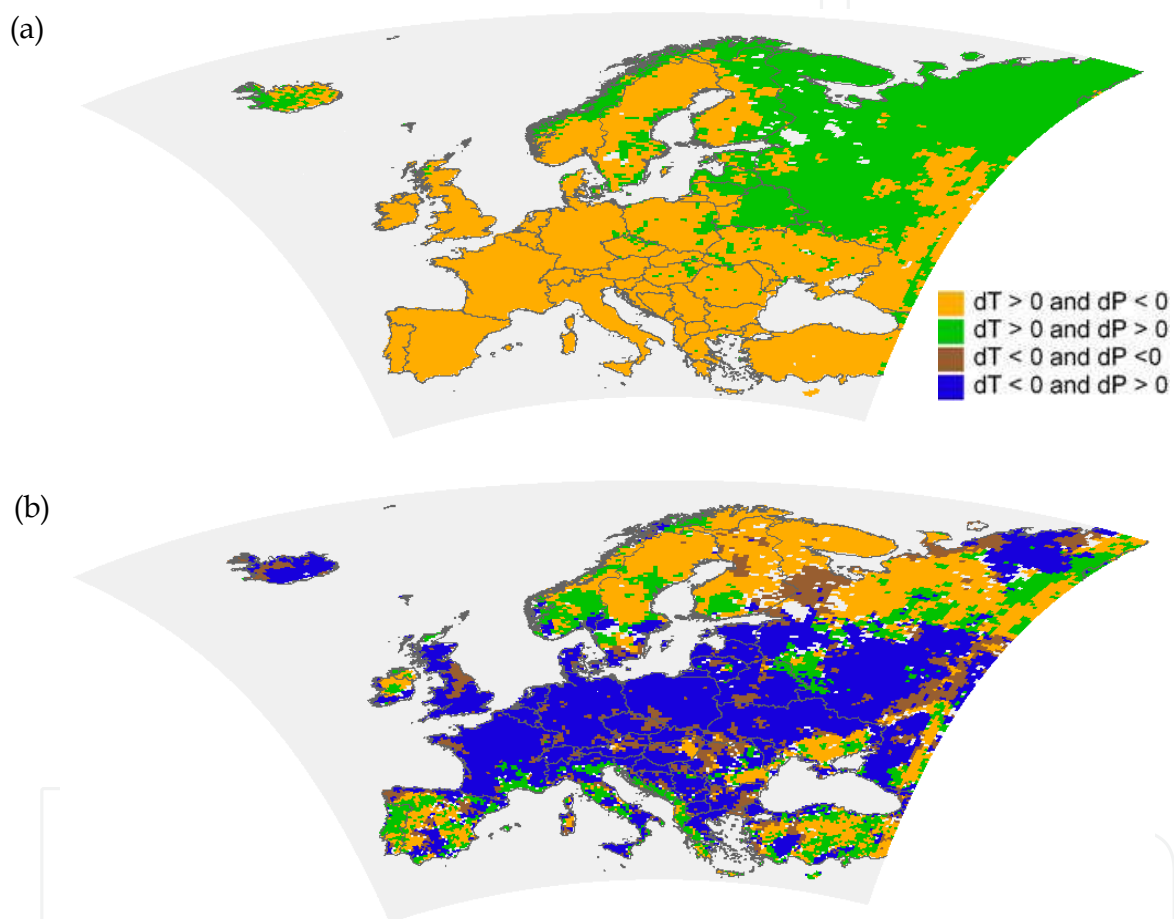 (a)
dT > 0 and dP < 0
dT > 0 and dP > 0
dT < 0 and dP <0
dT < 0 and dP > 0
(b)